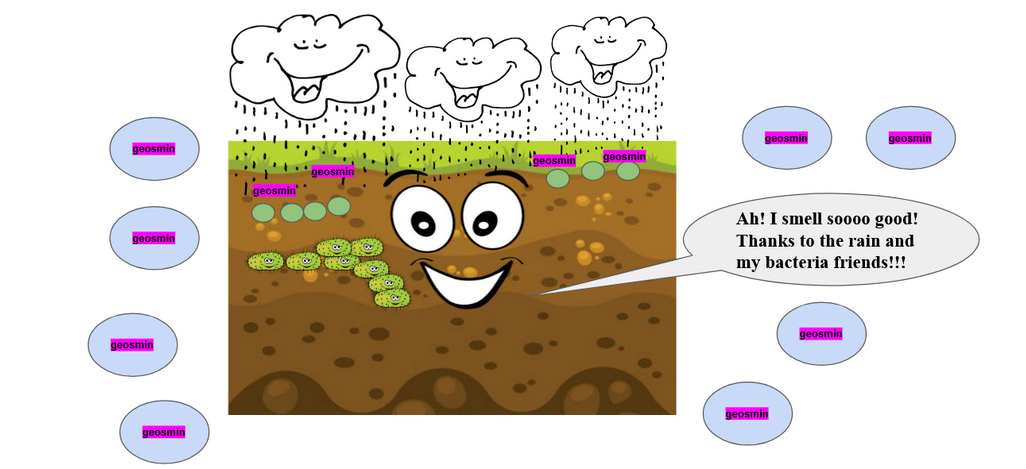 geosmin
geosmin
geosmin
geosmin
geosmin
geosmin
geosmin
geosmin
geosmin
Ah! I smell soooo good!
Thanks to the rain and
my bacteria friends!!!
geosmin
geosmin
geosmin